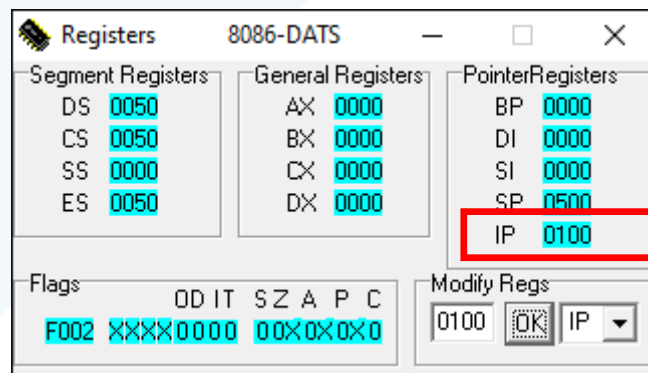 Registers 8086-DATS
Segment Registers
DS 0050
CS 0050
SS 0000
ES 0050
General Registers
AX 0000
BX 0000
CX 0000
DX 0000
PointerRegisters
BP 0000
DI 0000
SI 0000
SP 0500
IP 0100
Flags
OD IT SZ A P C
F002 XXXX0000 00X0X0X0
Modify Regs
0100 OK IP